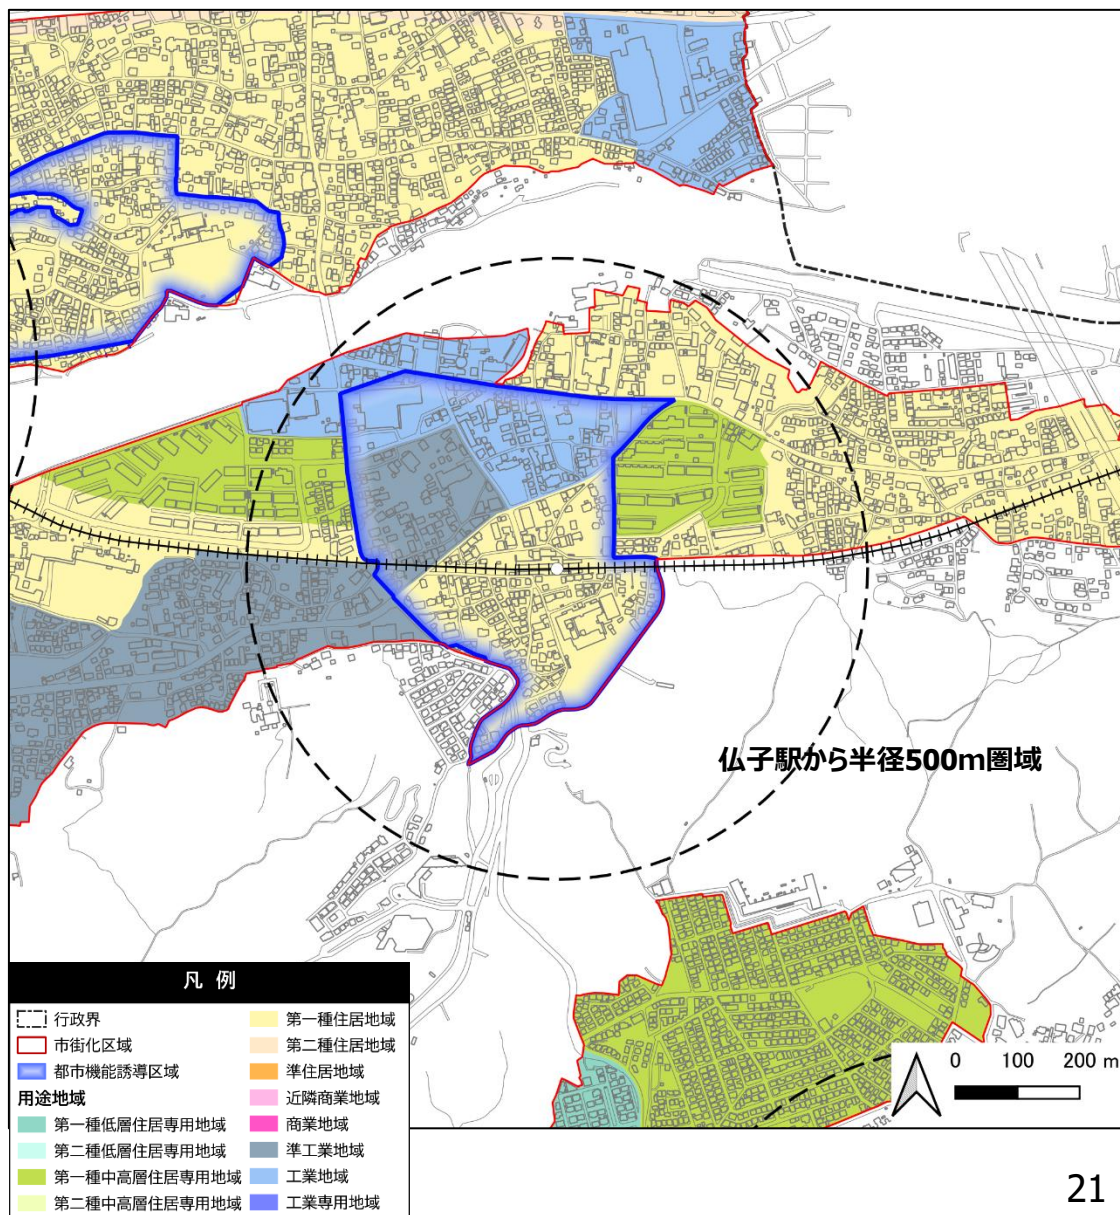 仏子駅から半径500m圏域
凡 例
行政界
市街化区域
都市機能誘導区域
用途地域
第一種低層住居専用地域
第二種低層住居専用地域
第一種中高層住居専用地域
第二種中高層住居専用地域
第一種住居地域
第二種住居地域
準住居地域
近隣商業地域
商業地域
準工業地域
工業地域
工業専用地域
0 100 200 m
21